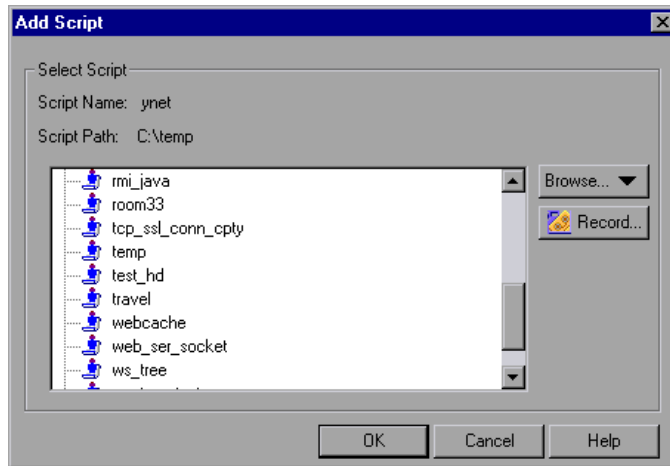 Add Script
Select Script
Script Name: ynet
Script Path: C:\temp
rmi_java
room33
tcp_ssl_conn_cpty
temp
test_hd
travel
webcache
web_ser_socket
ws_tree
Browse...
Record...
OK
Cancel
Help